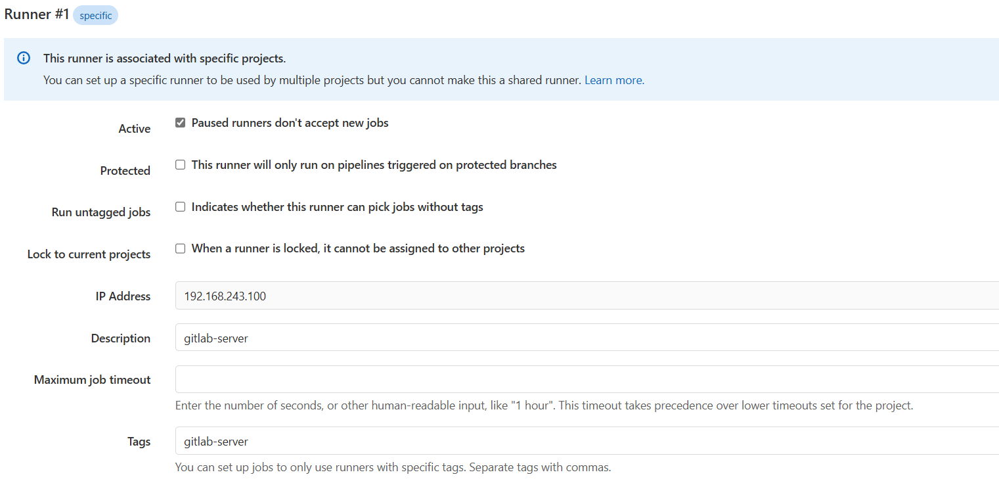 Runner #1 specific
This runner is associated with specific projects.
You can set up a specific runner to be used by multiple projects but you cannot make this a shared runner. Learn more.
Active Paused runners don't accept new jobs
Protected This runner will only run on pipelines triggered on protected branches
Run untagged jobs Indicates whether this runner can pick jobs without tags
Lock to current projects When a runner is locked, it cannot be assigned to other projects
IP Address 192.168.243.100
Description gitlab-server
Maximum job timeout
Enter the number of seconds, or other human-readable input, like "1 hour". This timeout takes precedence over lower timeouts set for the project.
Tags gitlab-server
You can set up jobs to only use runners with specific tags. Separate tags with commas.